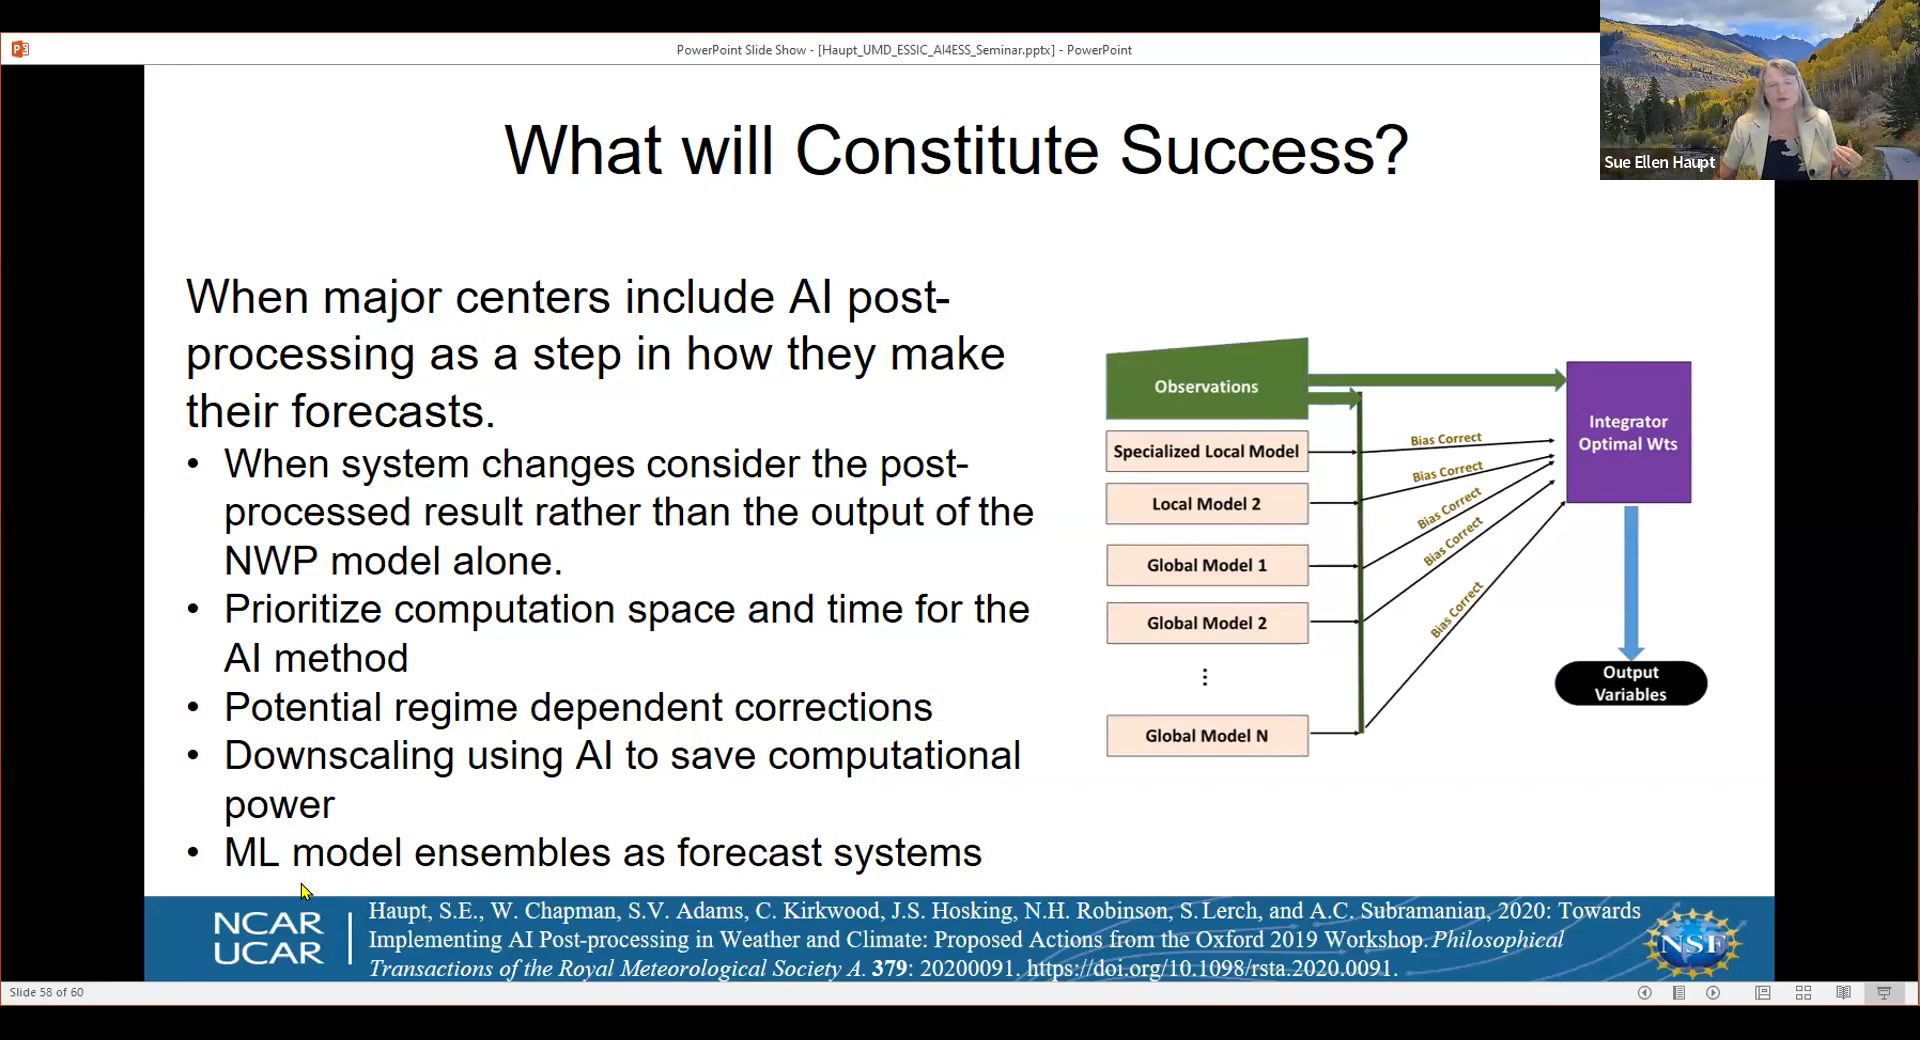 PowerPoint Slide Show - [Haupt_UMD_ESSIC_AI4ESS_Seminar.pptx] - PowerPoint
Sue Ellen Haupt
What will Constitute Success?
When major centers include AI post-
processing as a step in how they make
their forecasts.
• When system changes consider the post-
processed result rather than the output of the
NWP model alone.
• Prioritize computation space and time for the
AI method
• Potential regime dependent corrections
• Downscaling using AI to save computational
power
• ML model ensembles as forecast systems
Observations
Specialized Local Model
Local Model 2
Global Model 1
Global Model 2
⋮
Global Model N
Bias Correct
Bias Correct
Bias Correct
Bias Correct
Bias Correct
Integrator
Optimal Wts
Output
Variables
NCAR
UCAR
Haupt, S.E., W. Chapman, S.V. Adams, C. Kirkwood, J.S. Hosking, N.H. Robinson, S. Lerch, and A.C. Subramanian, 2020: Towards
Implementing AI Post-processing in Weather and Climate: Proposed Actions from the Oxford 2019 Workshop. Philosophical
Transactions of the Royal Meteorological Society A. 379: 20200091. https://doi.org/10.1098/rsta.2020.0091.
NSF
Slide 58 of 60